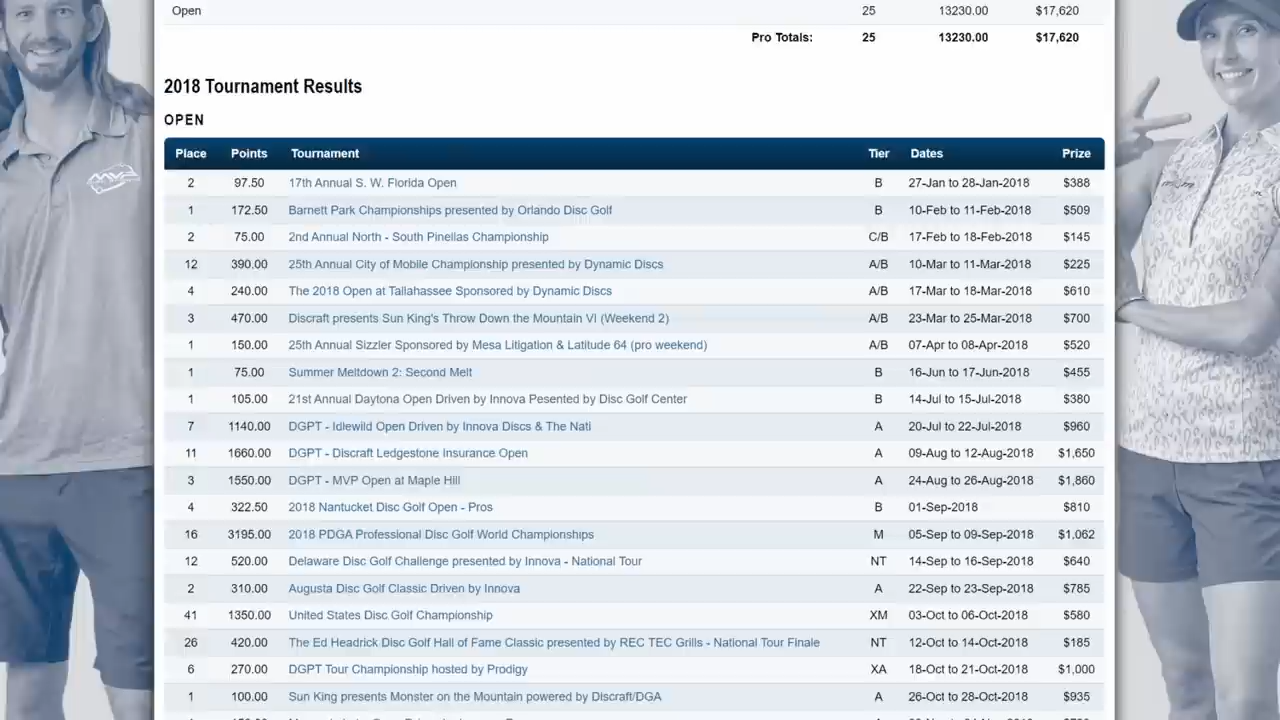 Open 25 13230.00 $17,620
Pro Totals: 25 13230.00 $17,620
2018 Tournament Results
OPEN
Place Points Tournament Tier Dates Prize
2 97.50 17th Annual S. W. Florida Open B 27-Jan to 28-Jan-2018 $388
1 172.50 Barnett Park Championships presented by Orlando Disc Golf B 10-Feb to 11-Feb-2018 $509
2 75.00 2nd Annual North - South Pinellas Championship C/B 17-Feb to 18-Feb-2018 $145
12 390.00 25th Annual City of Mobile Championship presented by Dynamic Discs A/B 10-Mar to 11-Mar-2018 $225
4 240.00 The 2018 Open at Tallahassee Sponsored by Dynamic Discs A/B 17-Mar to 18-Mar-2018 $610
3 470.00 Discraft presents Sun King's Throw Down the Mountain VI (Weekend 2) A/B 23-Mar to 25-Mar-2018 $700
1 150.00 25th Annual Sizzler Sponsored by Mesa Litigation & Latitude 64 (pro weekend) A/B 07-Apr to 08-Apr-2018 $520
1 75.00 Summer Meltdown 2: Second Melt B 16-Jun to 17-Jun-2018 $455
1 105.00 21st Annual Daytona Open Driven by Innova Pesented by Disc Golf Center B 14-Jul to 15-Jul-2018 $380
7 1140.00 DGPT - Idlewild Open Driven by Innova Discs & The Nati A 20-Jul to 22-Jul-2018 $960
11 1660.00 DGPT - Discraft Ledgestone Insurance Open A 09-Aug to 12-Aug-2018 $1,650
3 1550.00 DGPT - MVP Open at Maple Hill A 24-Aug to 26-Aug-2018 $1,860
4 322.50 2018 Nantucket Disc Golf Open - Pros B 01-Sep-2018 $810
16 3195.00 2018 PDGA Professional Disc Golf World Championships M 05-Sep to 09-Sep-2018 $1,062
12 520.00 Delaware Disc Golf Challenge presented by Innova - National Tour NT 14-Sep to 16-Sep-2018 $640
2 310.00 Augusta Disc Golf Classic Driven by Innova A 22-Sep to 23-Sep-2018 $785
41 1350.00 United States Disc Golf Championship XM 03-Oct to 06-Oct-2018 $580
26 420.00 The Ed Headrick Disc Golf Hall of Fame Classic presented by REC TEC Grills - National Tour Finale NT 12-Oct to 14-Oct-2018 $185
6 270.00 DGPT Tour Championship hosted by Prodigy XA 18-Oct to 21-Oct-2018 $1,000
1 100.00 Sun King presents Monster on the Mountain powered by Discraft/DGA A 26-Oct to 28-Oct-2018 $935